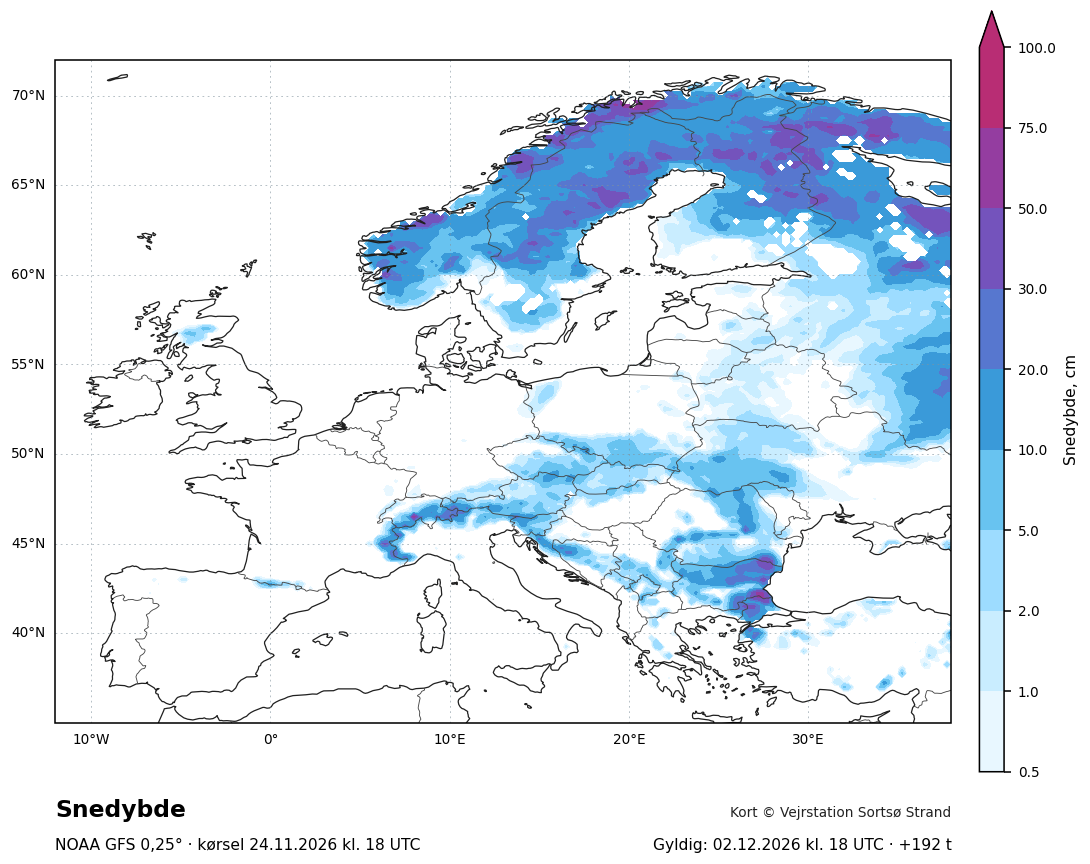 100.0
75.0
50.0
30.0
20.0
10.0
5.0
2.0
1.0
0.5
Snedybde, cm
70°N
65°N
60°N
55°N
50°N
45°N
40°N
10°W
0°
10°E
20°E
30°E
Snedybde
Kort © Vejrstation Sortsø Strand
NOAA GFS 0,25° · kørsel 24.11.2026 kl. 18 UTC
Gyldig: 02.12.2026 kl. 18 UTC · +192 t